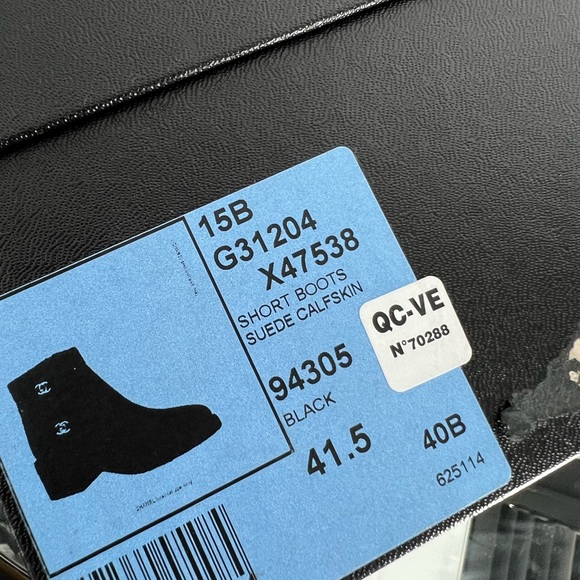 15B
G31204
X47538
SHORT BOOTS
SUEDE CALFSKIN
94305
BLACK
41.5
40B
625114
QC-VE
N°70288